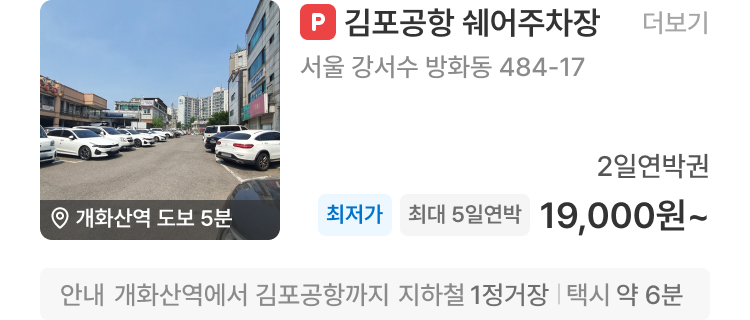 P 김포공항 쉐어주차장 더보기
서울 강서수 방화동 484-17
2일연박권
개화산역 도보 5분
최저가 최대 5일연박 19,000원~
안내 개화산역에서 김포공항까지 지하철 1정거장 | 택시 약 6분